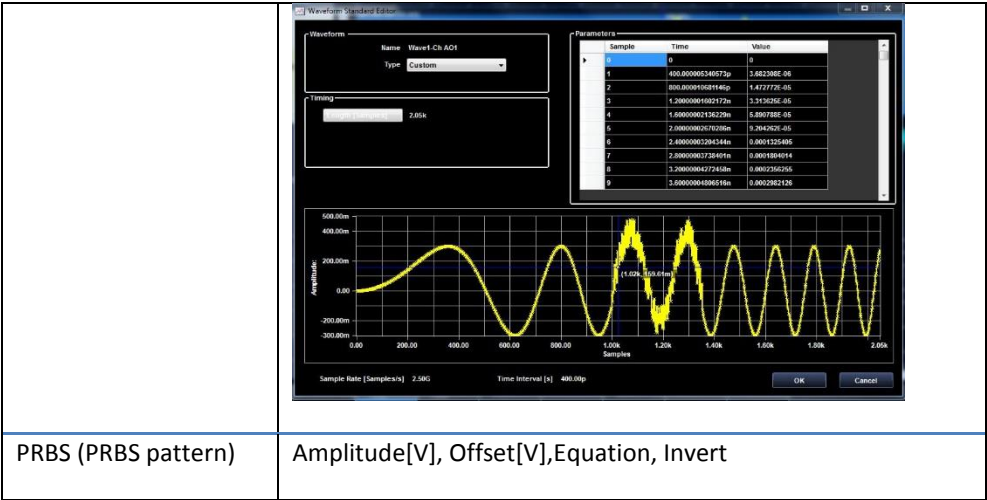 Waveform Standard Editor
Waveform
Name Wave1-Ch AO1
Type Custom
Timing
Length [Samples] 2.05k
Parameters
Sample Time Value
0 0 0
1 400.000005340573p 3.682308E-06
2 800.000010681146p 1.472772E-05
3 1.20000001602172n 3.313625E-05
4 1.60000002136229n 5.890788E-05
5 2.00000002670286n 9.204262E-05
6 2.40000003204344n 0.0001325405
7 2.80000003738401n 0.0001804014
8 3.20000004272458n 0.0002356255
9 3.60000004806516n 0.0002982126
500.00m
400.00m
200.00m
0.00
-200.00m
-300.00m
Amplitude:
(1.02k, 159.61m)
0.00 200.00 400.00 600.00 800.00 1.00k 1.20k 1.40k 1.60k 1.80k 2.05k
Samples
Sample Rate [Samples/s] 2.50G Time Interval [s] 400.00p OK Cancel
PRBS (PRBS pattern) Amplitude[V], Offset[V],Equation, Invert